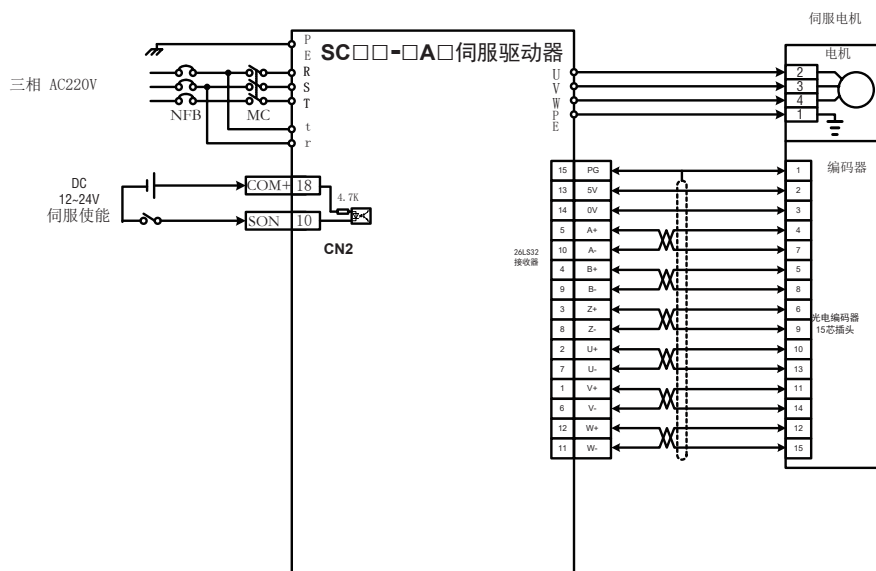 伺服电机
SC□□-□A□伺服驱动器
电机
P
E
R
S
T
t
r
三相 AC220V
NFB
MC
U
V
W
PE
2
3
4
1
DC
12~24V
伺服使能
COM+ 18
4.7K
SON 10
CN2
编码器
26LS32
接收器
15 PG 1
13 5V 2
14 0V 3
5 A+ 4
10 A- 7
4 B+ 5
9 B- 8
3 Z+ 6
8 Z- 9
2 U+ 10
7 U- 13
1 V+ 11
6 V- 14
12 W+ 12
11 W- 15
光电编码器
15芯插头